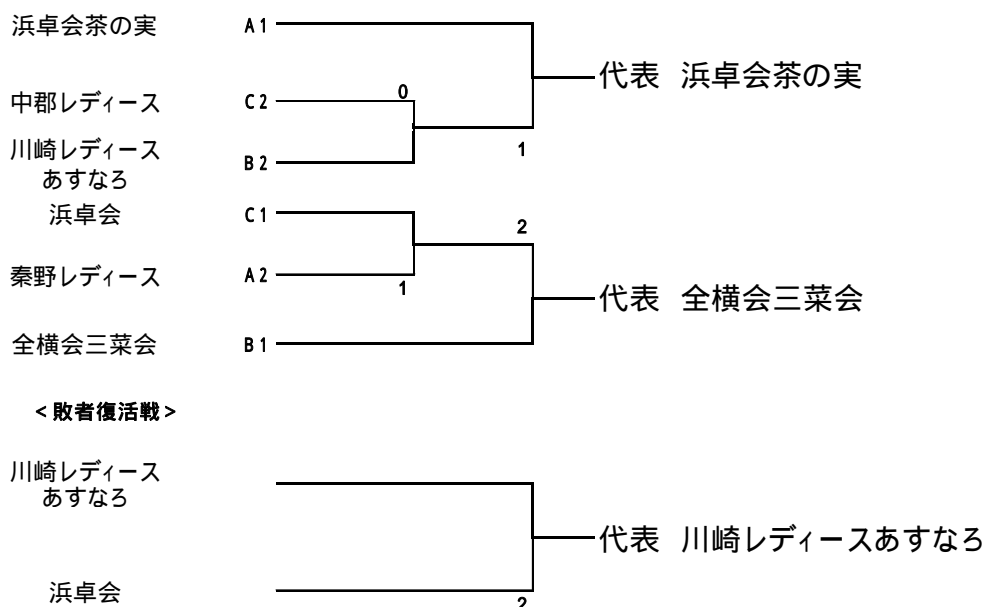 浜卓会茶の実 A1
代表 浜卓会茶の実
中郡レディース C2 0
川崎レディース
あすなろ
B2 1
浜卓会 C1 2
秦野レディース A2 1
代表 全横会三菜会
全横会三菜会 B1
<敗者復活戦>
川崎レディース
あすなろ
代表 川崎レディースあすなろ
浜卓会 2